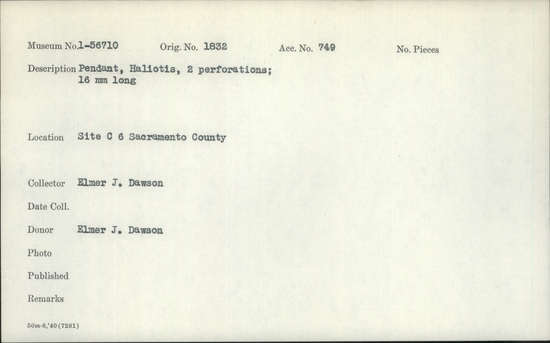 Museum No. 1-56710 Orig. No. 1832 Acc. No. 749 No. Pieces
Description Pendant, Haliotis, 2 perforations;
16 mm long
Location Site C 6 Sacramento County
Collector Elmer J. Dawson
Date Coll.
Donor Elmer J. Dawson
Photo
Published
Remarks
50m-8,'40(7281)